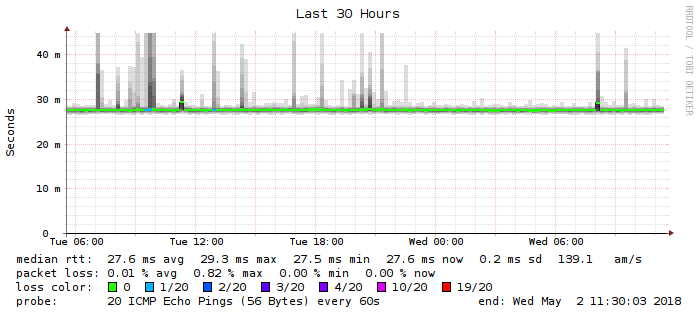 Last 30 Hours
RRDTOOL / TOBI OETIKER
Seconds
40 m
30 m
20 m
10 m
0
Tue 06:00 Tue 12:00 Tue 18:00 Wed 00:00 Wed 06:00
median rtt: 27.6 ms avg 29.3 ms max 27.5 ms min 27.6 ms now 0.2 ms sd 139.1 am/s
packet loss: 0.01 % avg 0.82 % max 0.00 % min 0.00 % now
loss color: 0 1/20 2/20 3/20 4/20 10/20 19/20
probe: 20 ICMP Echo Pings (56 Bytes) every 60s end: Wed May 2 11:30:03 2018